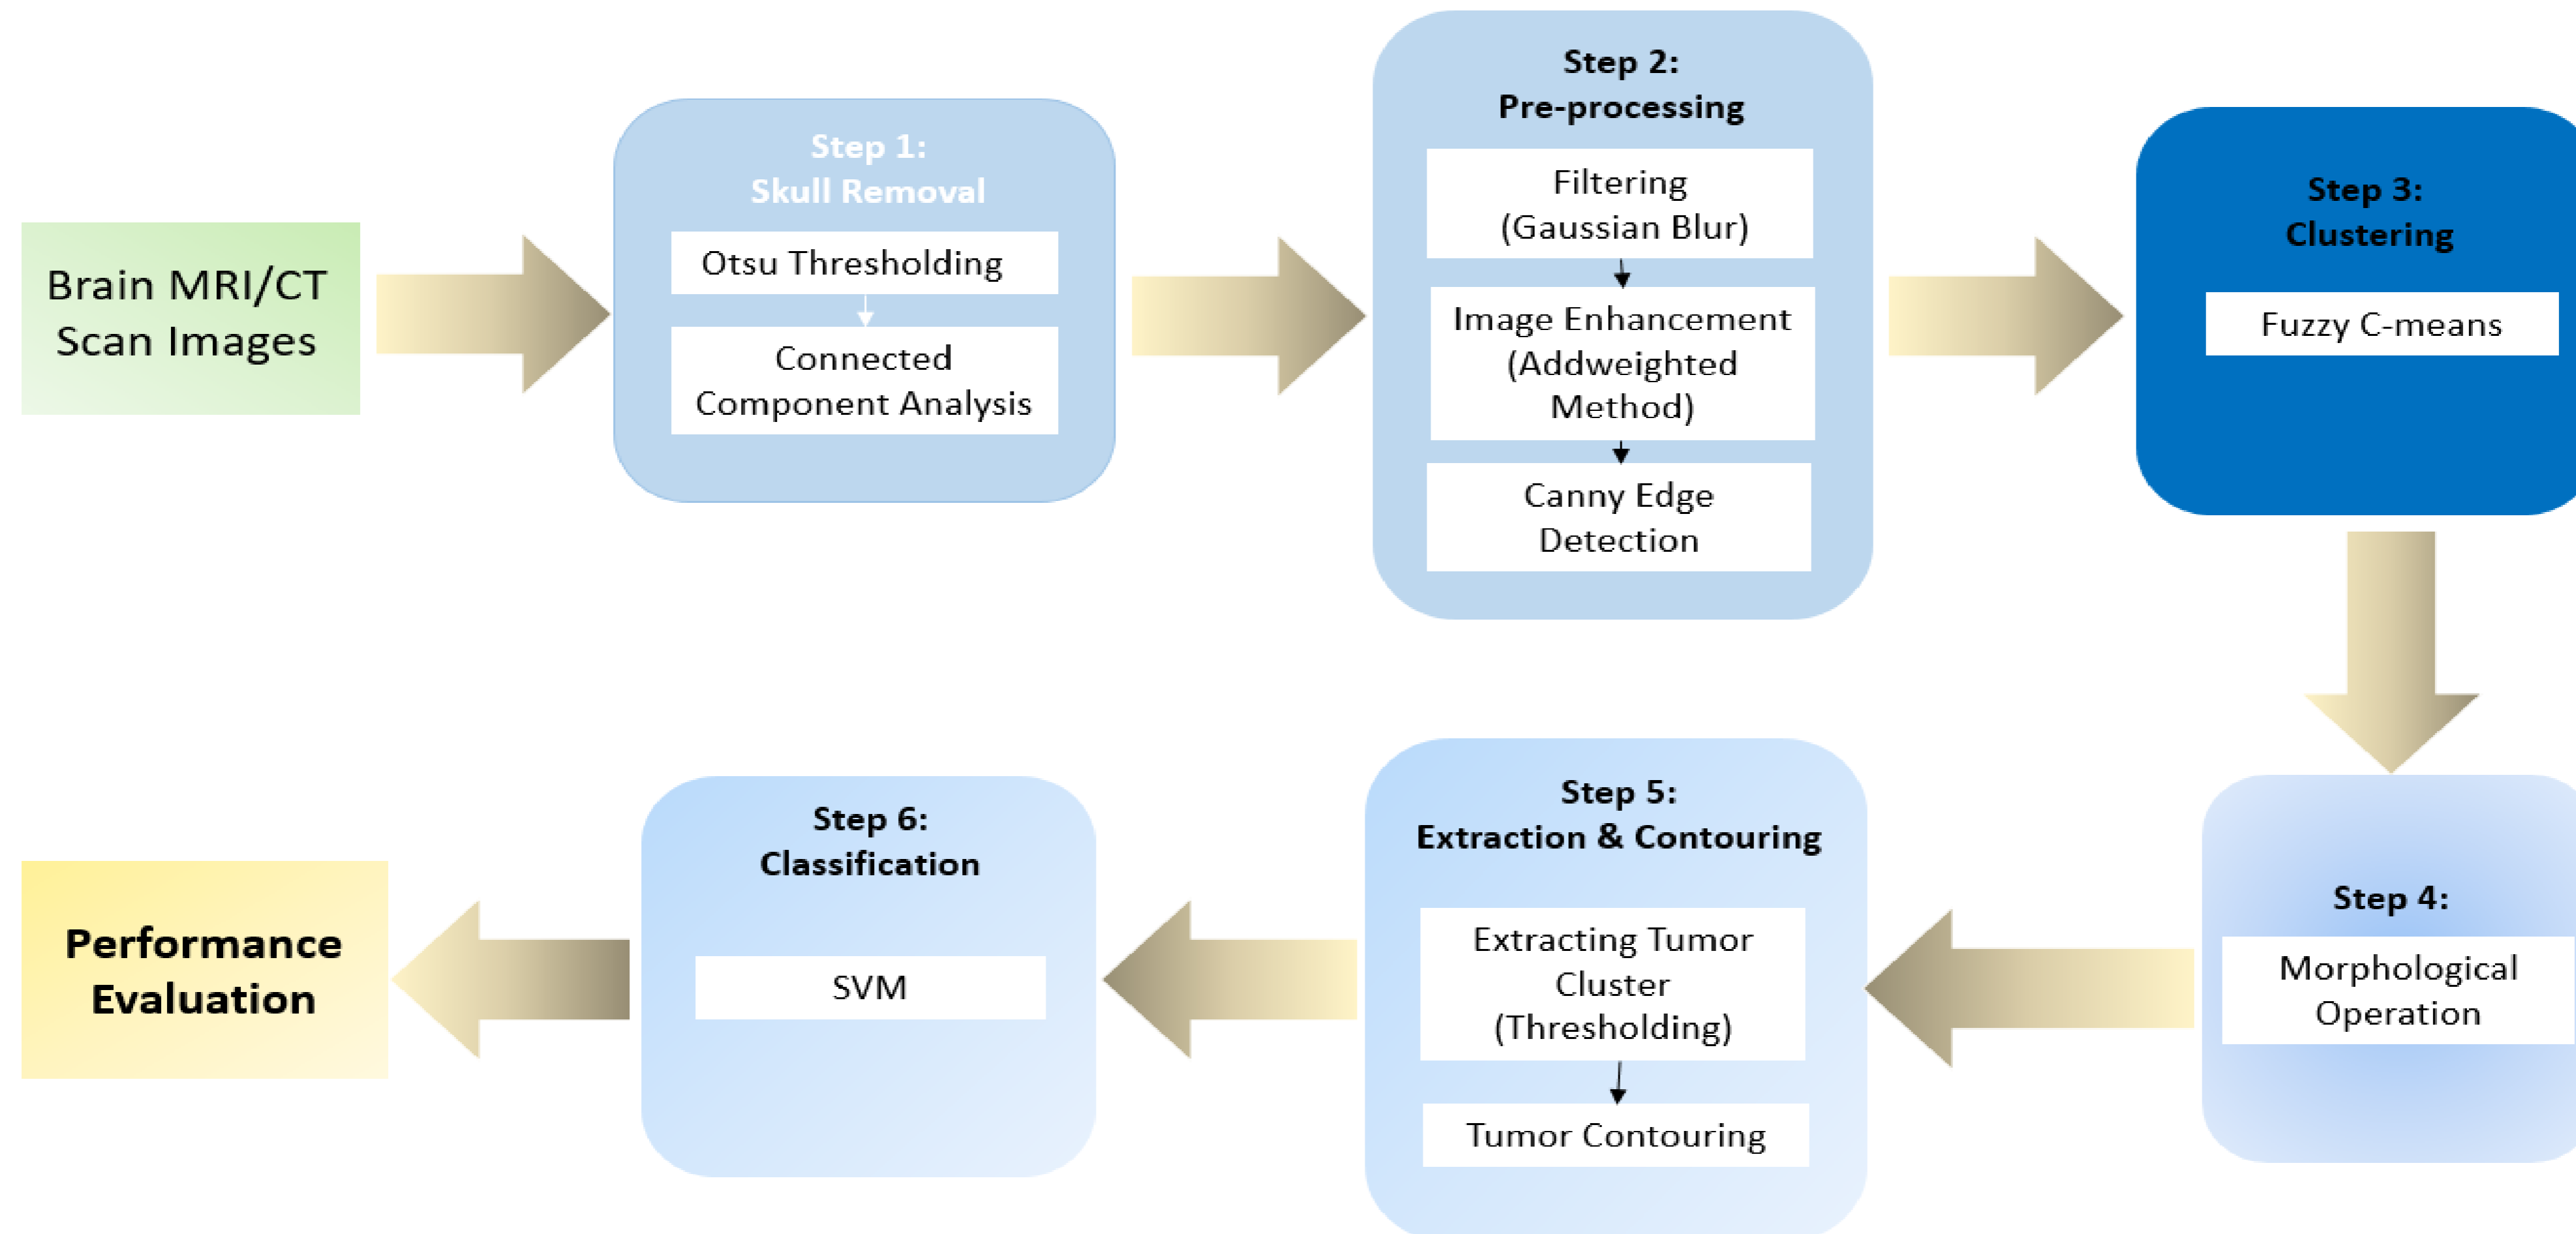 Brain MRI/CT
Scan Images
Step 1:
Skull Removal
Otsu Thresholding
Connected
Component Analysis
Step 2:
Pre-processing
Filtering
(Gaussian Blur)
Image Enhancement
(Addweighted
Method)
Canny Edge
Detection
Step 3:
Clustering
Fuzzy C-means
Step 4:
Morphological
Operation
Step 5:
Extraction & Contouring
Extracting Tumor
Cluster
(Thresholding)
Tumor Contouring
Step 6:
Classification
SVM
Performance
Evaluation